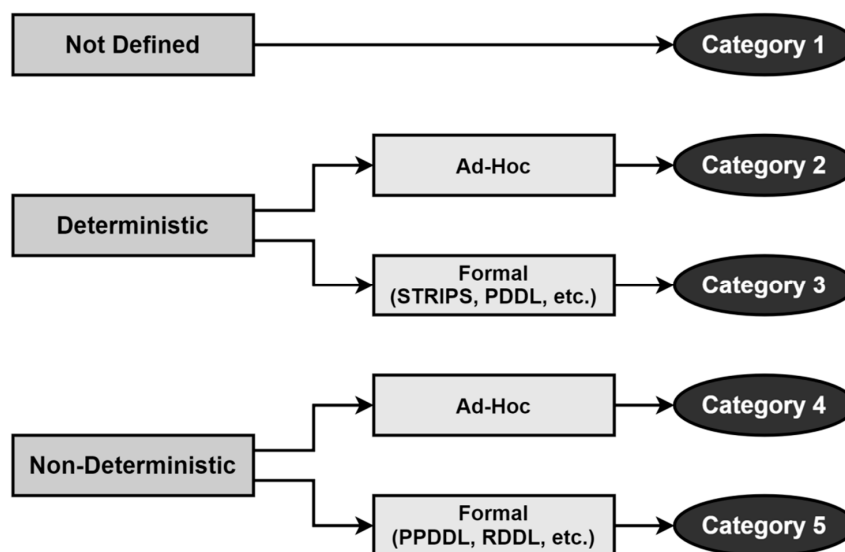 Not Defined
Category 1
Ad-Hoc
Category 2
Deterministic
Formal
(STRIPS, PDDL, etc.)
Category 3
Ad-Hoc
Category 4
Non-Deterministic
Formal
(PPDDL, RDDL, etc.)
Category 5